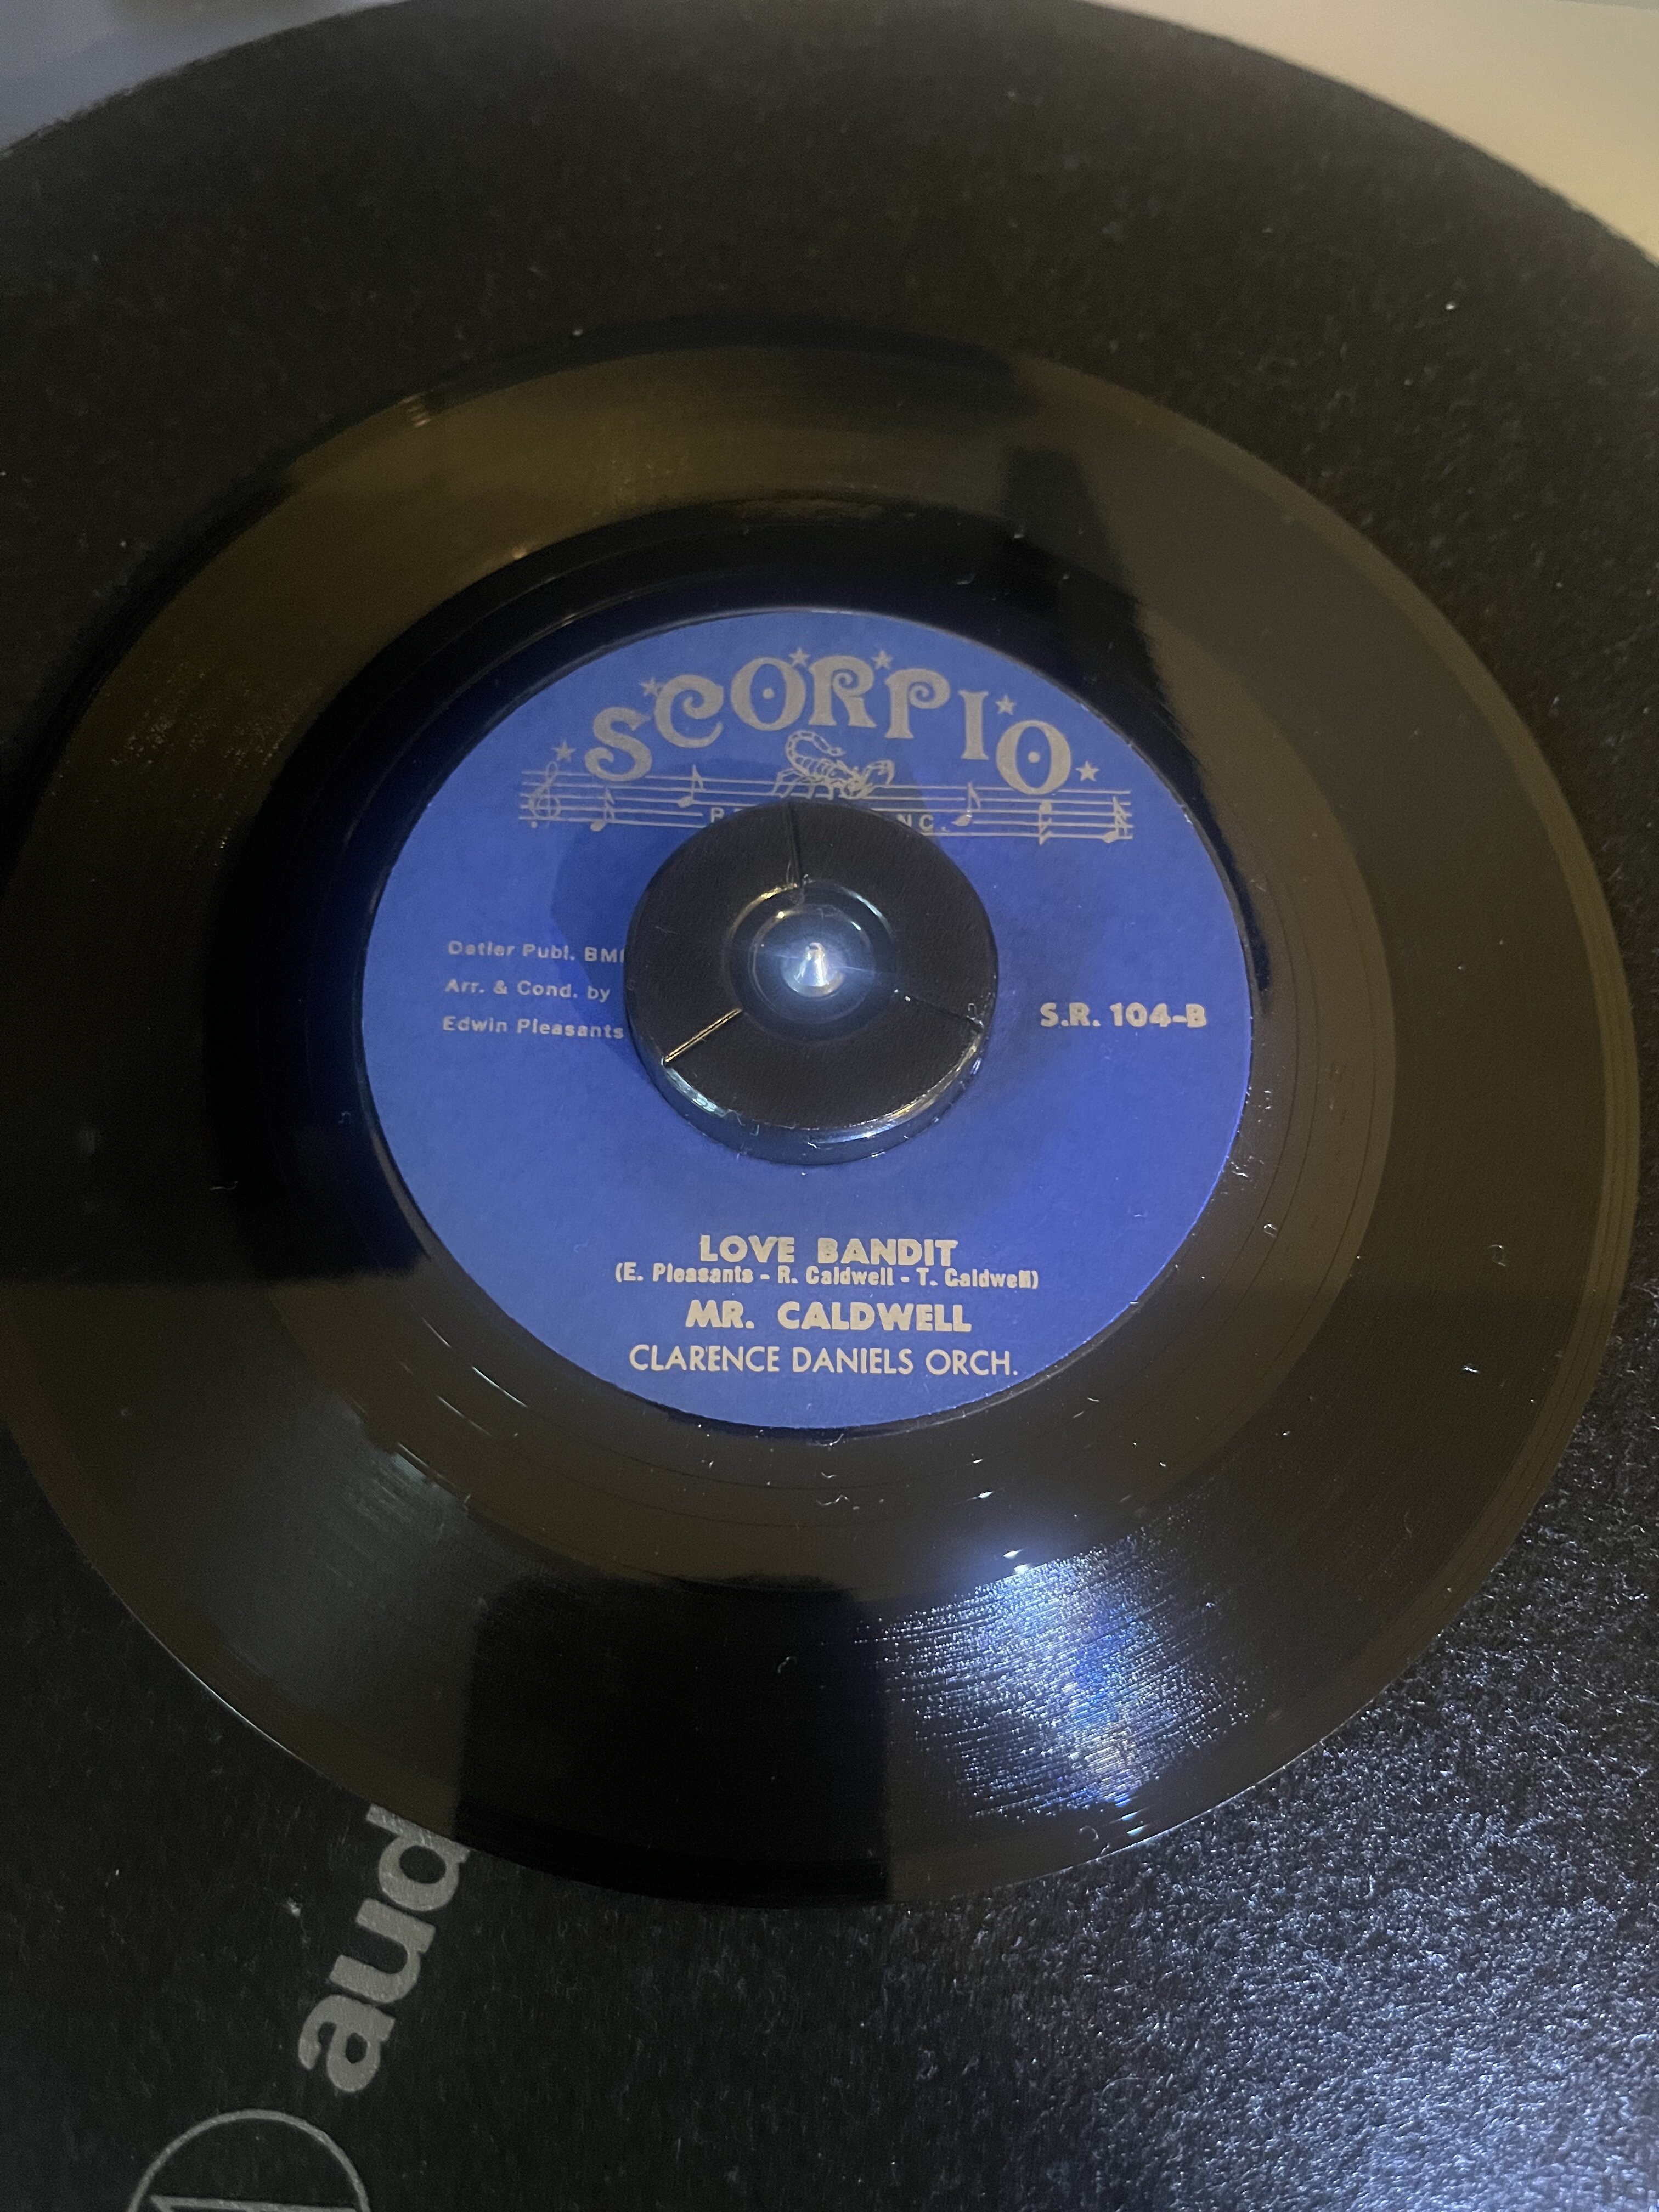 SCORPIO
NC.
Datler Publ. BMI
Arr. & Cond. by
Edwin Pleasants
S.R. 104-B
LOVE BANDIT
(E. Pleasants - R. Caldwell - T. Caldwell)
MR. CALDWELL
CLARENCE DANIELS ORCH.
aud